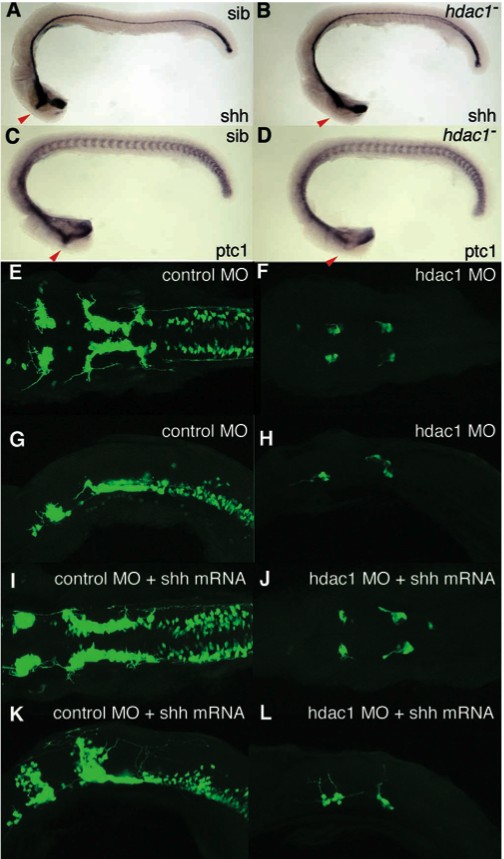 A sib
shh
B hdac1-
shh
C sib
ptc1
D hdac1-
ptc1
E control MO
F hdac1 MO
G control MO
H hdac1 MO
I control MO + shh mRNA
J hdac1 MO + shh mRNA
K control MO + shh mRNA
L hdac1 MO + shh mRNA